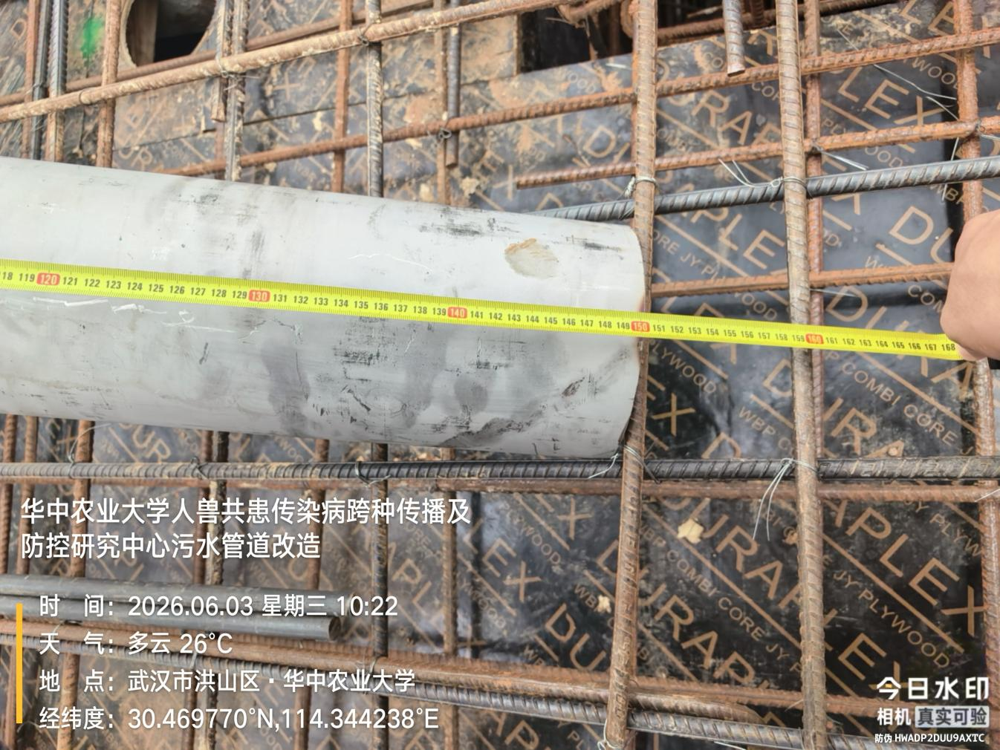 118 119 120 121 122 123 124 125 126 127 128 129 130 131 132 133 134 135 136 137 138 139 140 141 142 143 144 145 146 147 148 149 150 151 152 153 154 155 156 157 158 159 160 161 162 163 164 165 166 167 168
DURAPLEX
WBP COMBI CORE JY PLYWOOD
华中农业大学人兽共患传染病跨种传播及
防控研究中心污水管道改造
时 间：2026.06.03 星期三 10:22
天 气：多云 26°C
地 点：武汉市洪山区·华中农业大学
经纬度：30.469770°N,114.344238°E
今日水印
相机 真实可验
防伪 HWADP2DUU9AXTC